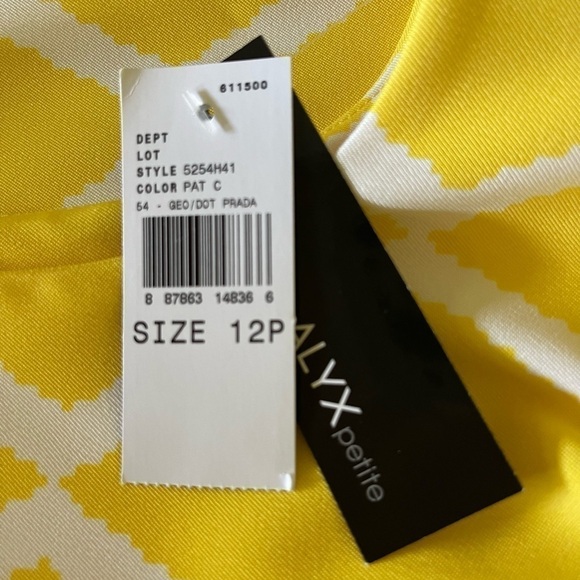 611500
DEPT
LOT
STYLE 5254H41
COLOR PAT C
54 - GEO/DOT PRADA
8 87863 14836 6
SIZE 12P
ALYX
petite